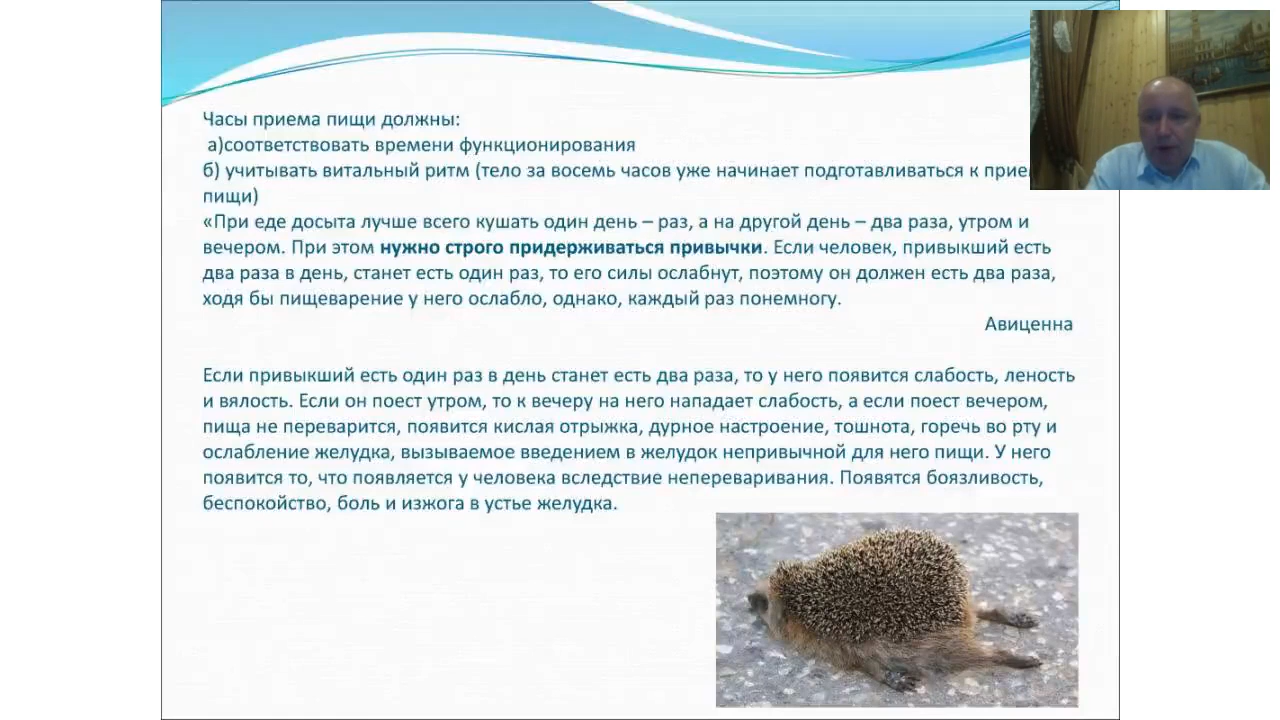 Часы приема пищи должны:
а)соответствовать времени функционирования
б) учитывать витальный ритм (тело за восемь часов уже начинает подготавливаться к
пищи)
«При еде досыта лучше всего кушать один день – раз, а на другой день – два раза, утром и
вечером. При этом нужно строго придерживаться привычки. Если человек, привыкший есть
два раза в день, станет есть один раз, то его силы ослабнут, поэтому он должен есть два раза,
ходя бы пищеварение у него ослабло, однако, каждый раз понемногу.
Авиценна
Если привыкший есть один раз в день станет есть два раза, то у него появится слабость, леность
и вялость. Если он поест утром, то к вечеру на него нападает слабость, а если поест вечером,
пища не переварится, появится кислая отрыжка, дурное настроение, тошнота, горечь во рту и
ослабление желудка, вызываемое введением в желудок непривычной для него пищи. У него
появится то, что появляется у человека вследствие непереваривания. Появятся боязливость,
беспокойство, боль и изжога в устье желудка.